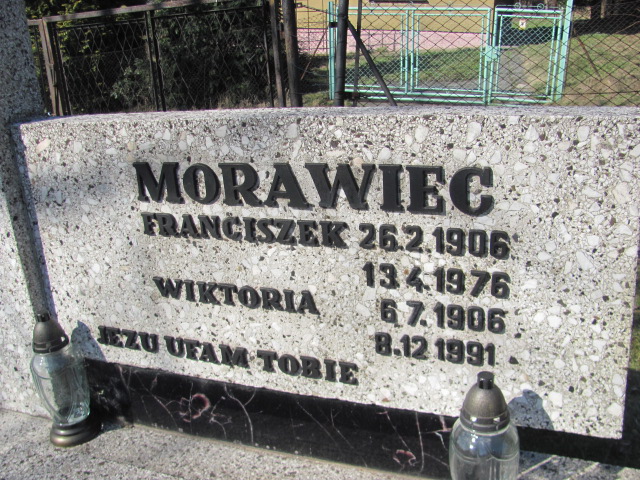 MORAWIEC
FRANCISZEK 26.2.1906
13.4.1976
WIKTORIA 6.7.1906
8.12.1991
JEZU UFAM TOBIE